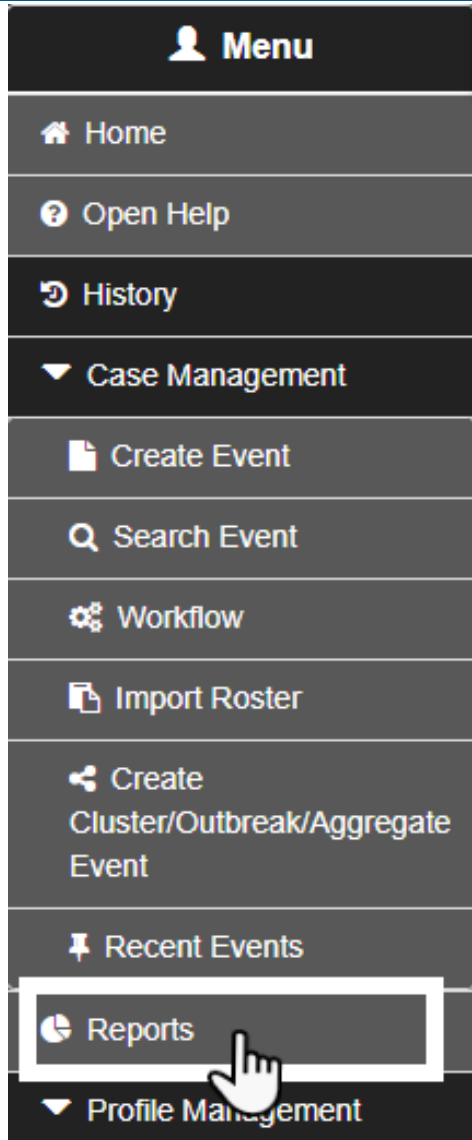 Menu
Home
Open Help
History
Case Management
Create Event
Search Event
Workflow
Import Roster
Create
Cluster/Outbreak/Aggregate
Event
Recent Events
Reports
Profile Management